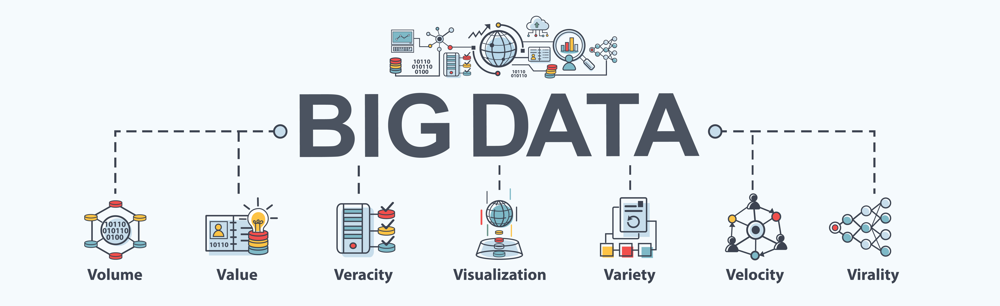 10110
010110
0100
10110
010110
BIG DATA
10110
010110
0100
10110
Volume
Value
Veracity
Visualization
Variety
Velocity
Virality